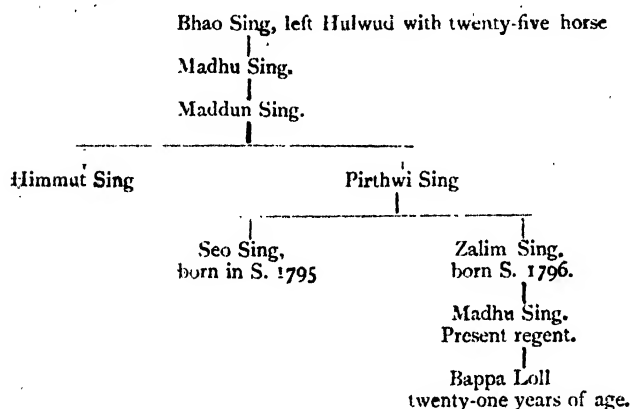 Bhao Sing, left Hulwud with twenty-five horse
Madhu Sing.
Maddun Sing.
Himmut Sing
Pirthwi Sing
Seo Sing,
born in S. 1795
Zalim Sing.
born S. 1796.
Madhu Sing.
Present regent.
Bappa Loll
twenty-one years of age.